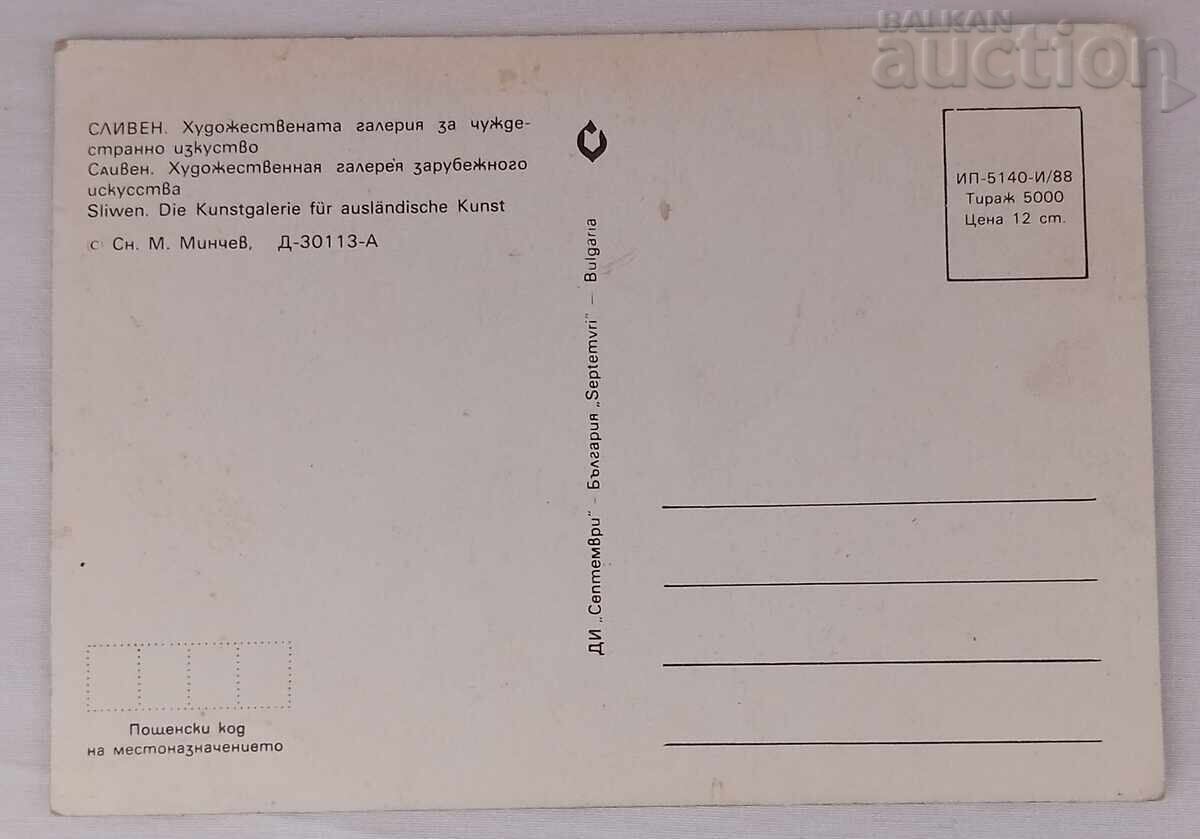 BALKAN
auction
СЛИВЕН. Художествената галерия за чужде-
странно изкуство
Сливен. Художественная галерея зарубежного
искусства
Sliwen. Die Kunstgalerie für ausländische Kunst
© Сн. М. Минчев, Д-30113-А
ДИ „Септември" - България „Septemvri" — Bulgaria
ИП-5140-И/88
Тираж 5000
Цена 12 ст.
Пощенски код
на местоназначението